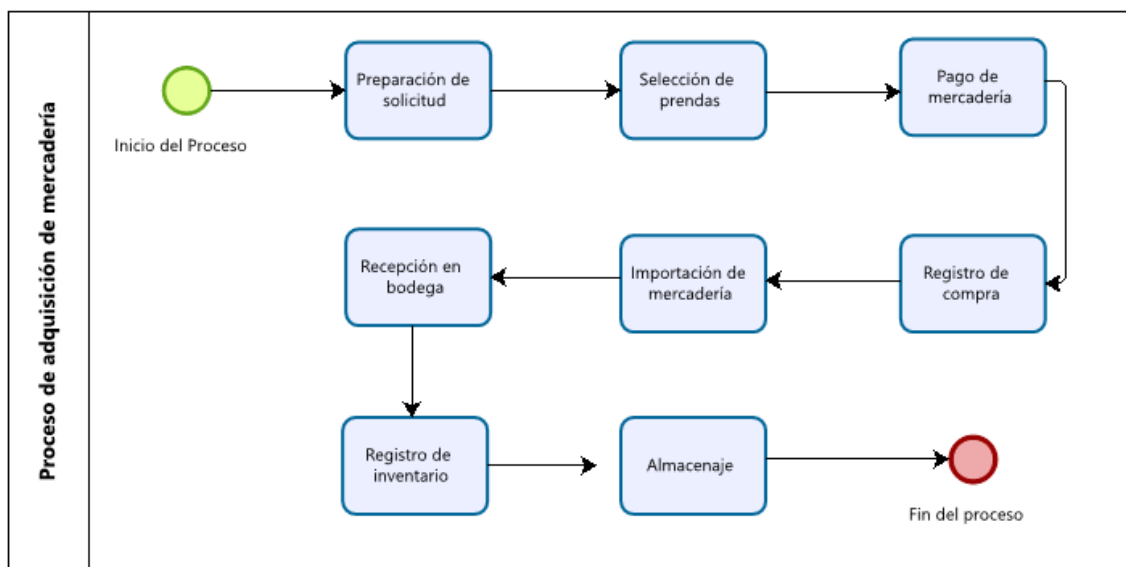 Proceso de adquisición de mercadería
Inicio del Proceso
Preparación de
solicitud
Selección de
prendas
Pago de
mercadería
Registro de
compra
Importación de
mercadería
Recepción en
bodega
Registro de
inventario
Almacenaje
Fin del proceso